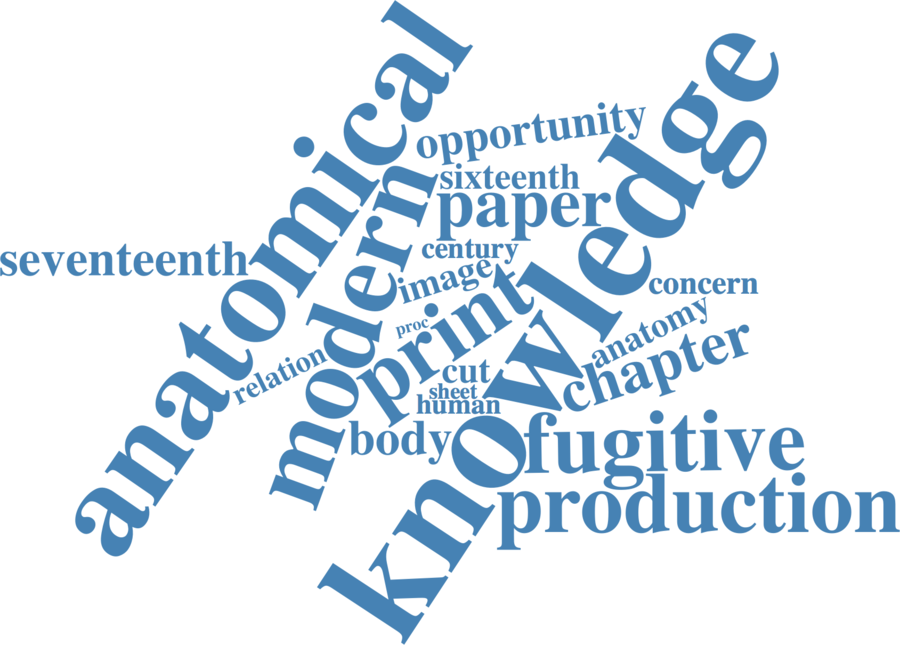 anatomical
knowledge
opportunity
sixteenth
paper
modern
century
seventeenth
image
concern
print
proc
anatomy
relation
chapter
cut
sheet
human
body
fugitive
production